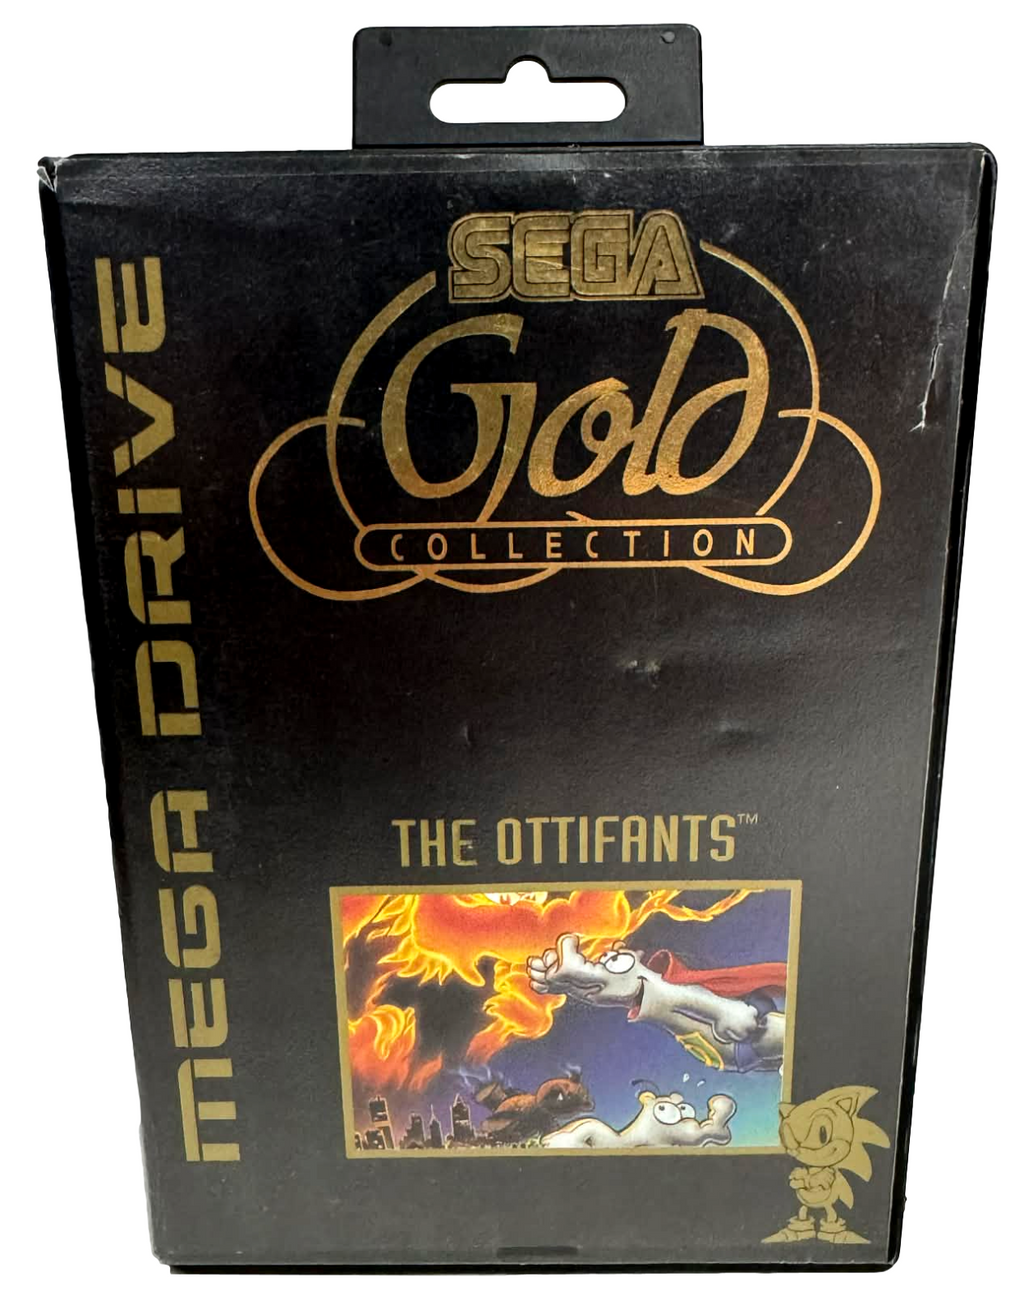 SEGA
Gold
COLLECTION
MEGA DRIVE
THE OTTIFANTS™